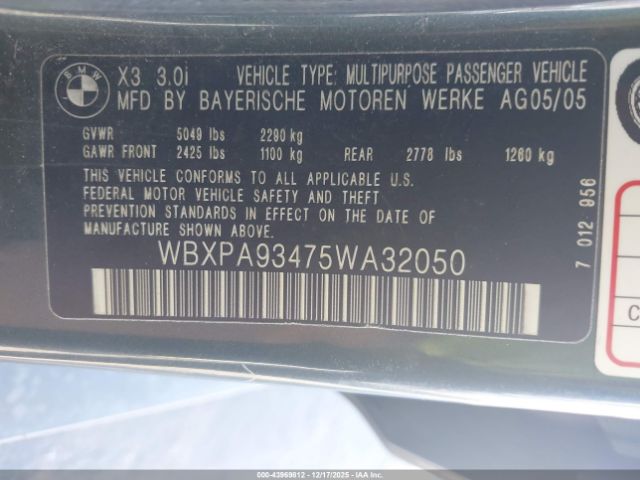 BMW
X3 3.0i VEHICLE TYPE: MULTIPURPOSE PASSENGER VEHICLE
MFD BY BAYERISCHE MOTOREN WERKE AG05/05
GVWR 5049 lbs 2290 kg
GAWR FRONT 2425 lbs 1100 kg REAR 2778 lbs 1260 kg
THIS VEHICLE CONFORMS TO ALL APPLICABLE U.S.
FEDERAL MOTOR VEHICLE SAFETY AND THEFT
PREVENTION STANDARDS IN EFFECT ON THE DATE
OF MANUFACTURE SHOWN ABOVE.
WBXPA93475WA32050
7 012 956
C
000-43969812 - 12/17/2025 - IAAI.COM